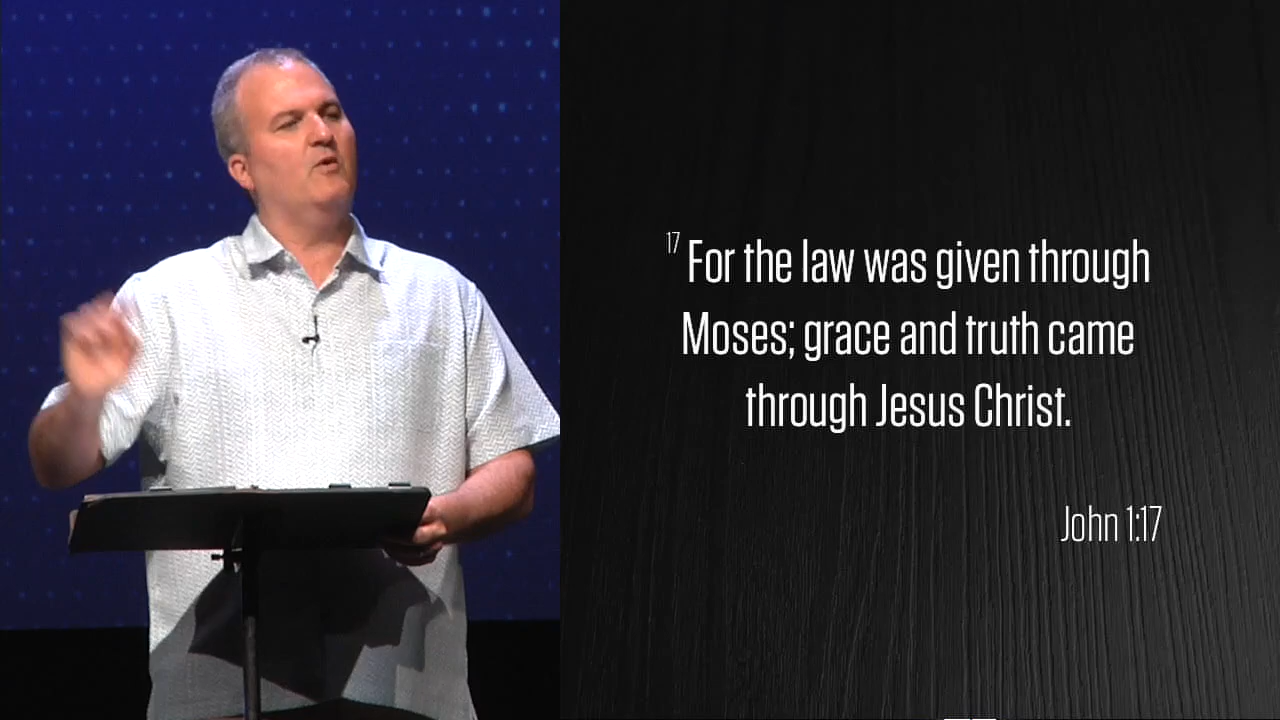 17 For the law was given through
Moses; grace and truth came
through Jesus Christ.
John 1:17